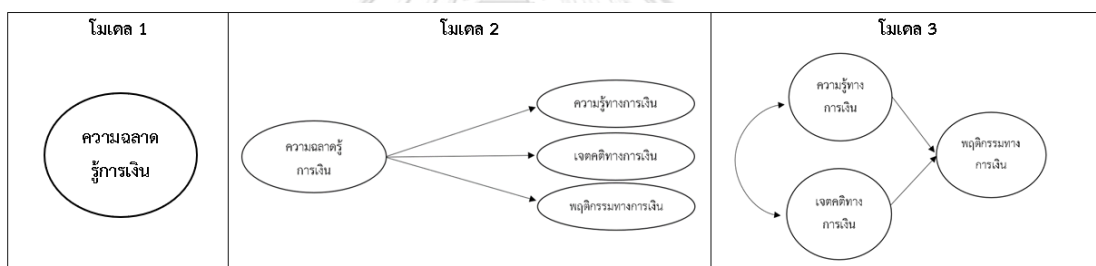 โมเดล 1
ความฉลาด
รู้การเงิน
โมเดล 2
ความฉลาดรู้
การเงิน
ความรู้ทางการเงิน
เจตคติทางการเงิน
พฤติกรรมทางการเงิน
โมเดล 3
ความรู้ทาง
การเงิน
เจตคติทาง
การเงิน
พฤติกรรมทาง
การเงิน